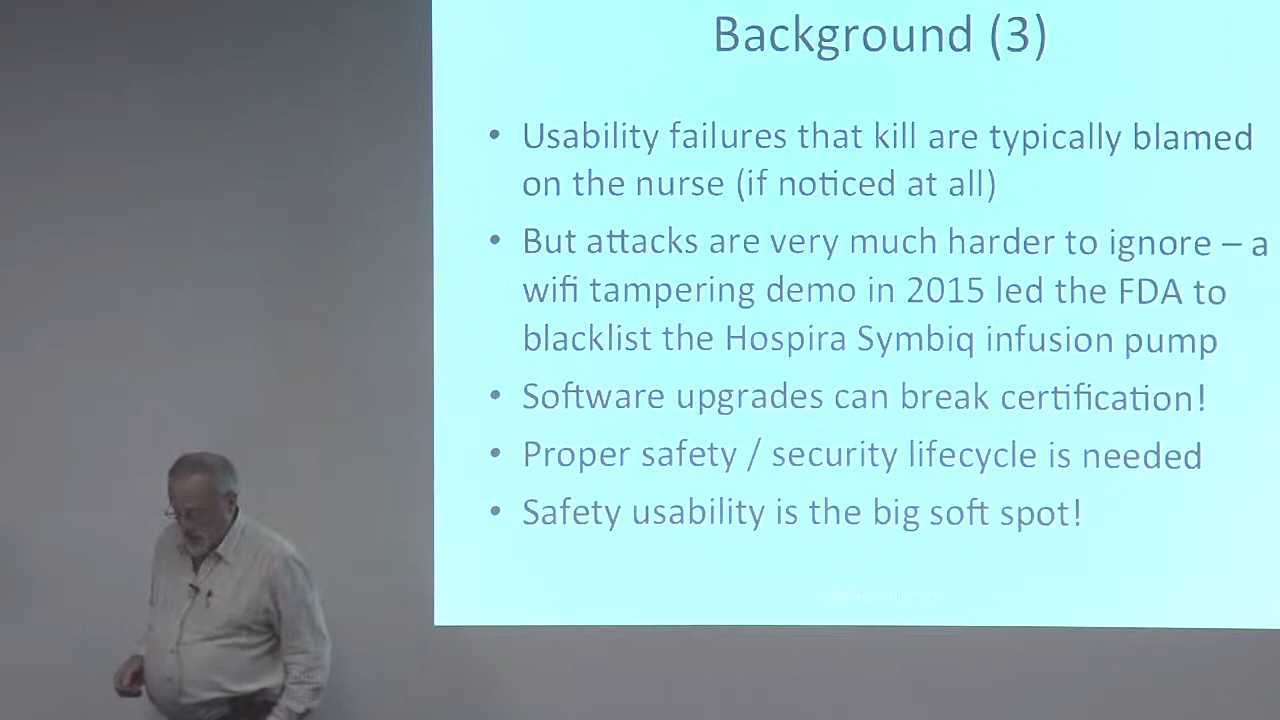 Background (3)
• Usability failures that kill are typically blamed
on the nurse (if noticed at all)
• But attacks are very much harder to ignore – a
wifi tampering demo in 2015 led the FDA to
blacklist the Hospira Symbiq infusion pump
• Software upgrades can break certification!
• Proper safety / security lifecycle is needed
• Safety usability is the big soft spot!